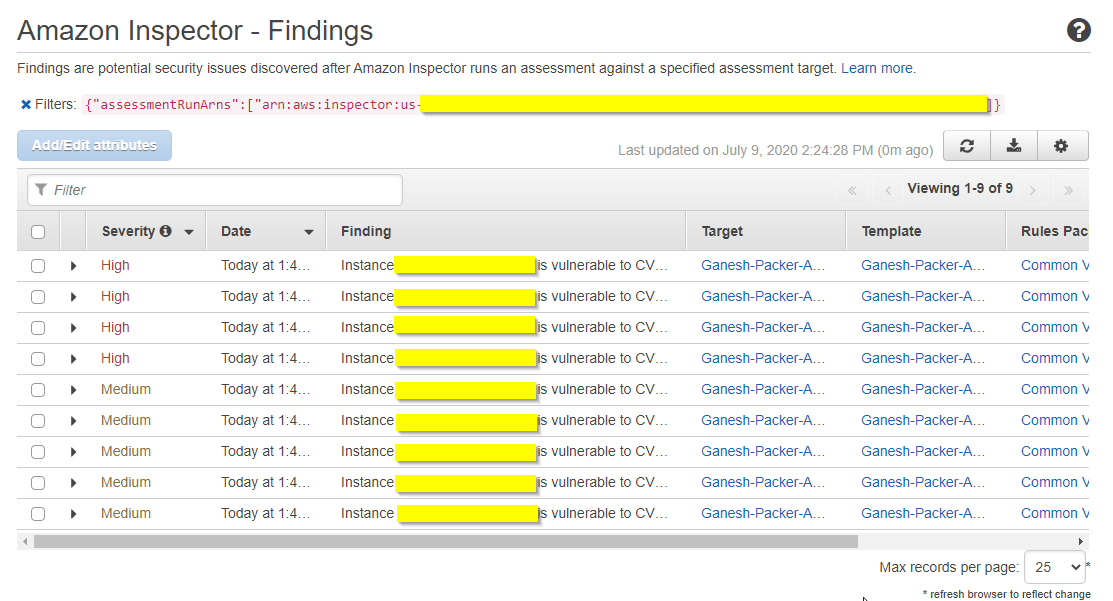 Amazon Inspector - Findings
Findings are potential security issues discovered after Amazon Inspector runs an assessment against a specified assessment target. Learn more.
Filters: {"assessmentRunArns":["arn:aws:inspector:us- ]}
Add/Edit attributes Last updated on July 9, 2020 2:24:28 PM (0m ago)
Filter « ‹ Viewing 1-9 of 9 › »
Severity Date Finding Target Template Rules Pac
High Today at 1:4… Instance is vulnerable to CV… Ganesh-Packer-A… Ganesh-Packer-A… Common V
High Today at 1:4… Instance is vulnerable to CV… Ganesh-Packer-A… Ganesh-Packer-A… Common V
High Today at 1:4… Instance is vulnerable to CV… Ganesh-Packer-A… Ganesh-Packer-A… Common V
High Today at 1:4… Instance is vulnerable to CV… Ganesh-Packer-A… Ganesh-Packer-A… Common V
Medium Today at 1:4… Instance is vulnerable to CV… Ganesh-Packer-A… Ganesh-Packer-A… Common V
Medium Today at 1:4… Instance is vulnerable to CV… Ganesh-Packer-A… Ganesh-Packer-A… Common V
Medium Today at 1:4… Instance is vulnerable to CV… Ganesh-Packer-A… Ganesh-Packer-A… Common V
Medium Today at 1:4… Instance is vulnerable to CV… Ganesh-Packer-A… Ganesh-Packer-A… Common V
Medium Today at 1:4… Instance is vulnerable to CV… Ganesh-Packer-A… Ganesh-Packer-A… Common V
Max records per page: 25 *
* refresh browser to reflect change